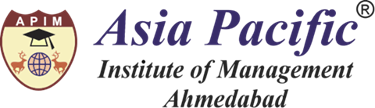 APIM
Asia Pacific®
Institute of Management
Ahmedabad